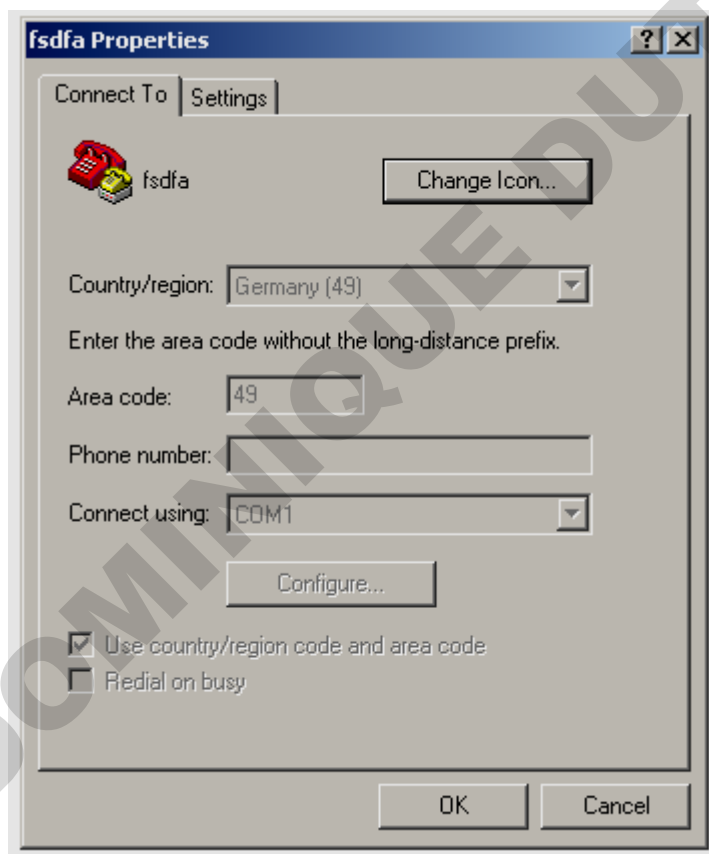 fsdfa Properties
Connect To Settings
fsdfa
Change Icon...
Country/region: Germany (49)
Enter the area code without the long-distance prefix.
Area code: 49
Phone number:
Connect using: COM1
Configure...
Use country/region code and area code
Redial on busy
OK Cancel
DOMINIQUE DUT